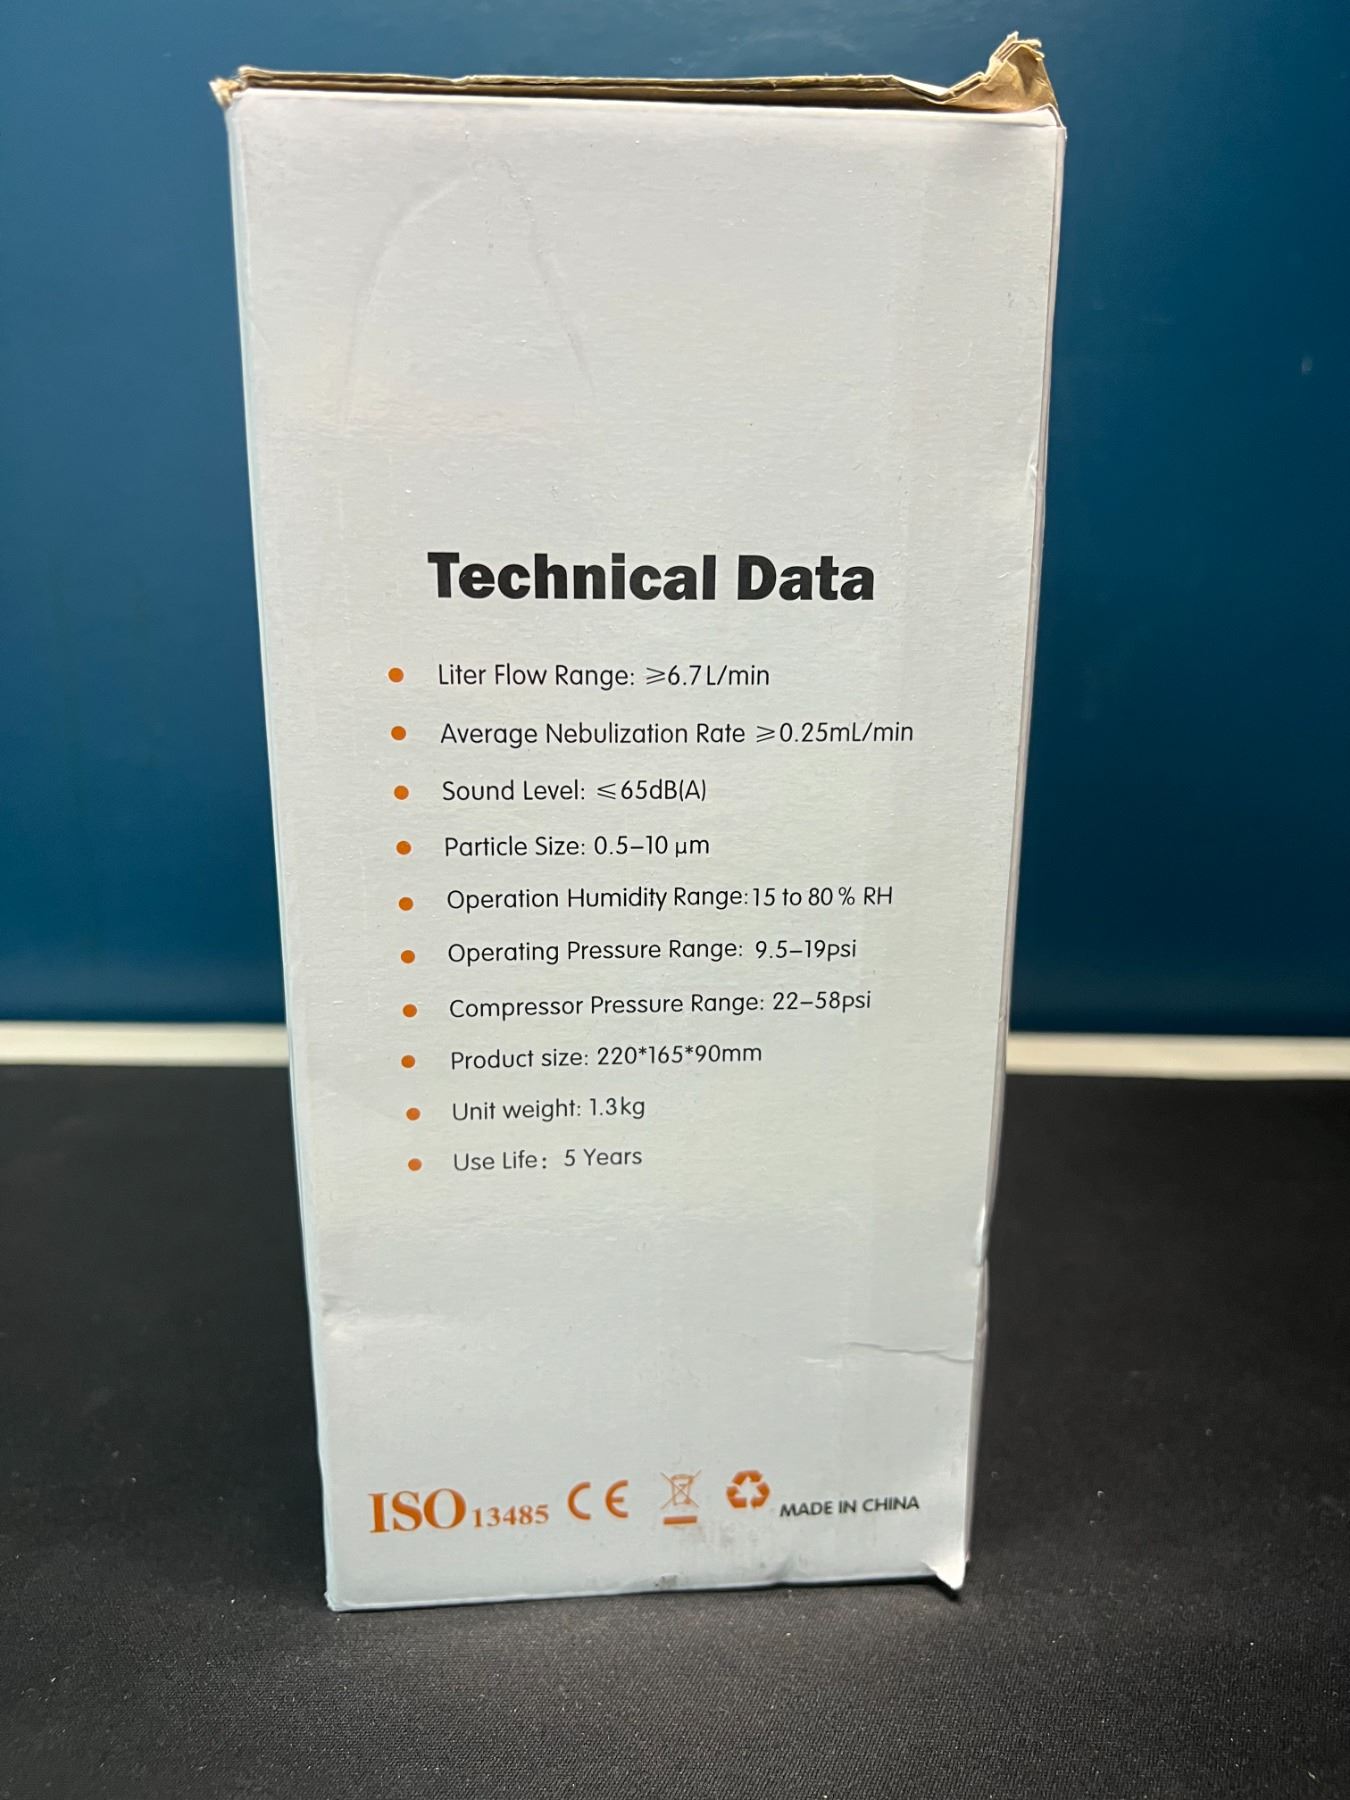 Technical Data
Liter Flow Range: ⩾6.7L/min
Average Nebulization Rate ⩾0.25mL/min
Sound Level: ⩽65dB(A)
Particle Size: 0.5–10 μm
Operation Humidity Range:15 to 80% RH
Operating Pressure Range: 9.5–19psi
Compressor Pressure Range: 22–58psi
Product size: 220*165*90mm
Unit weight: 1.3kg
Use Life: 5 Years
ISO 13485 CE MADE IN CHINA